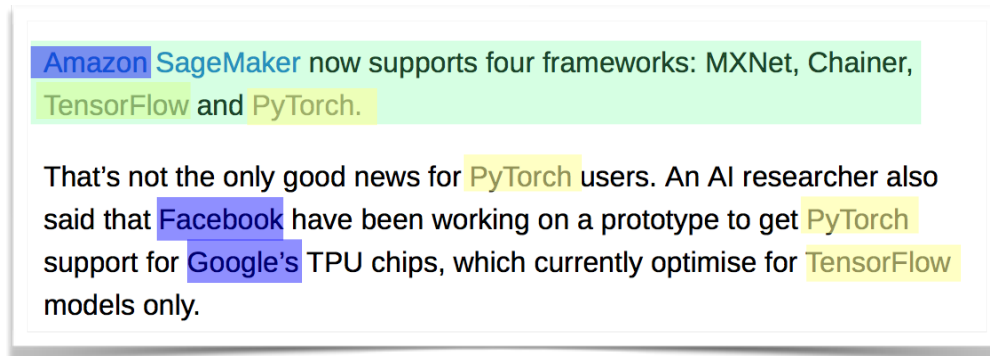 Amazon SageMaker now supports four frameworks: MXNet, Chainer,
TensorFlow and PyTorch.
That’s not the only good news for PyTorch users. An AI researcher also
said that Facebook have been working on a prototype to get PyTorch
support for Google’s TPU chips, which currently optimise for TensorFlow
models only.